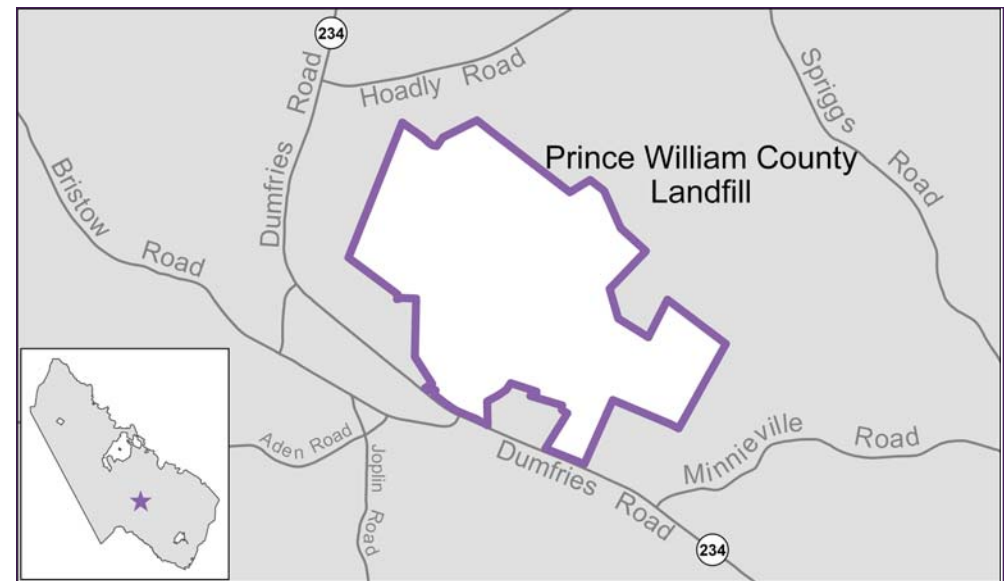 234
Hoadly Road
Dumfries Road
Spriggs Road
Prince William County
Landfill
Bristow Road
Aden Road
Joplin Road
Dumfries Road
Minnieville Road
234